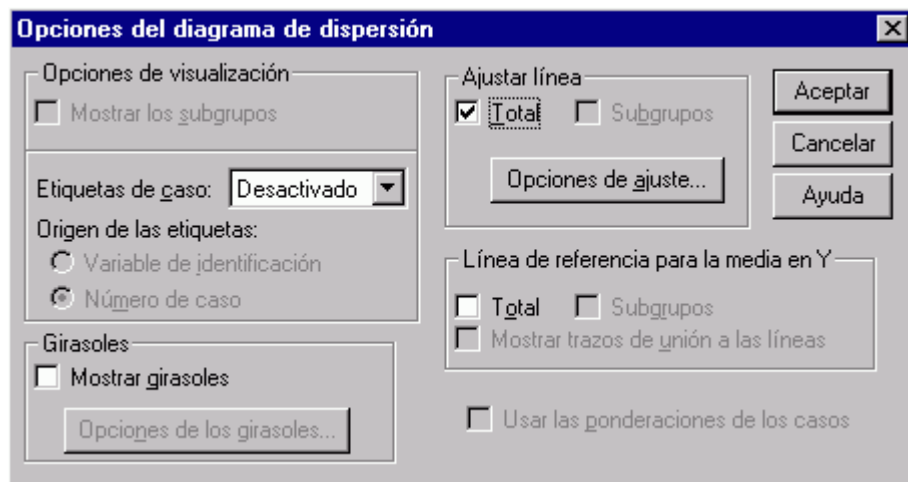 Opciones del diagrama de dispersión
Opciones de visualización
Mostrar los subgrupos
Etiquetas de caso: Desactivado
Origen de las etiquetas:
Variable de identificación
Número de caso
Girasoles
Mostrar girasoles
Opciones de los girasoles...
Ajustar línea
Total Subgrupos
Opciones de ajuste...
Línea de referencia para la media en Y
Total Subgrupos
Mostrar trazos de unión a las líneas
Usar las ponderaciones de los casos
Aceptar
Cancelar
Ayuda